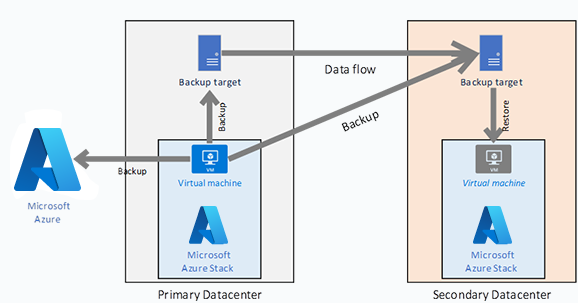 Backup target
Data flow
Backup target
Backup
Backup
Restore
Backup
VM
Virtual machine
VM
Virtual machine
Microsoft
Azure
Microsoft
Azure Stack
Microsoft
Azure Stack
Primary Datacenter
Secondary Datacenter